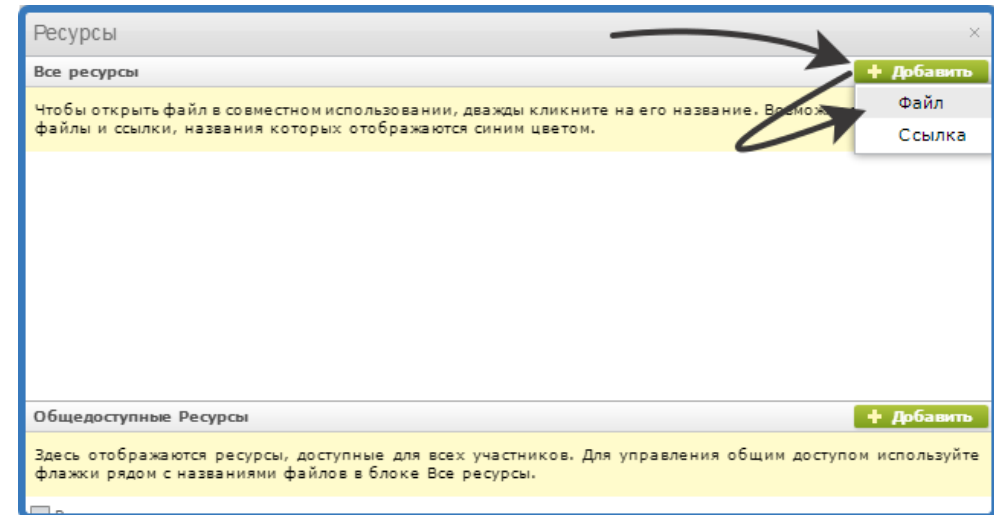 Ресурсы
Все ресурсы
+ Добавить
Чтобы открыть файл в совместном использовании, дважды кликните на его название.
файлы и ссылки, названия которых отображаются синим цветом.
Файл
Ссылка
Общедоступные Ресурсы
+ Добавить
Здесь отображаются ресурсы, доступные для всех участников. Для управления общим доступом используйте
флажки рядом с названиями файлов в блоке Все ресурсы.